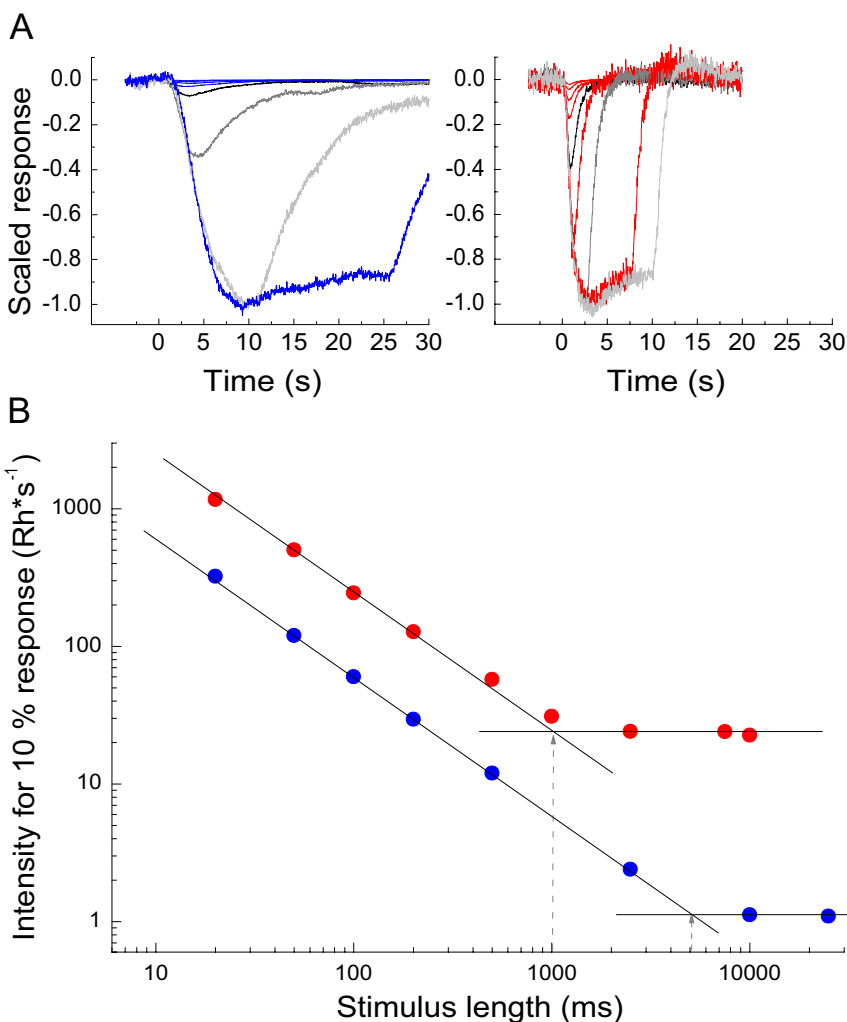 A
Scaled response
0.0
-0.2
-0.4
-0.6
-0.8
-1.0
0 5 10 15 20 25 30
Time (s)
0.0
-0.2
-0.4
-0.6
-0.8
-1.0
0 5 10 15 20 25 30
Time (s)
B
Intensity for 10 % response (Rh*s⁻¹)
1000
100
10
1
10 100 1000 10000
Stimulus length (ms)